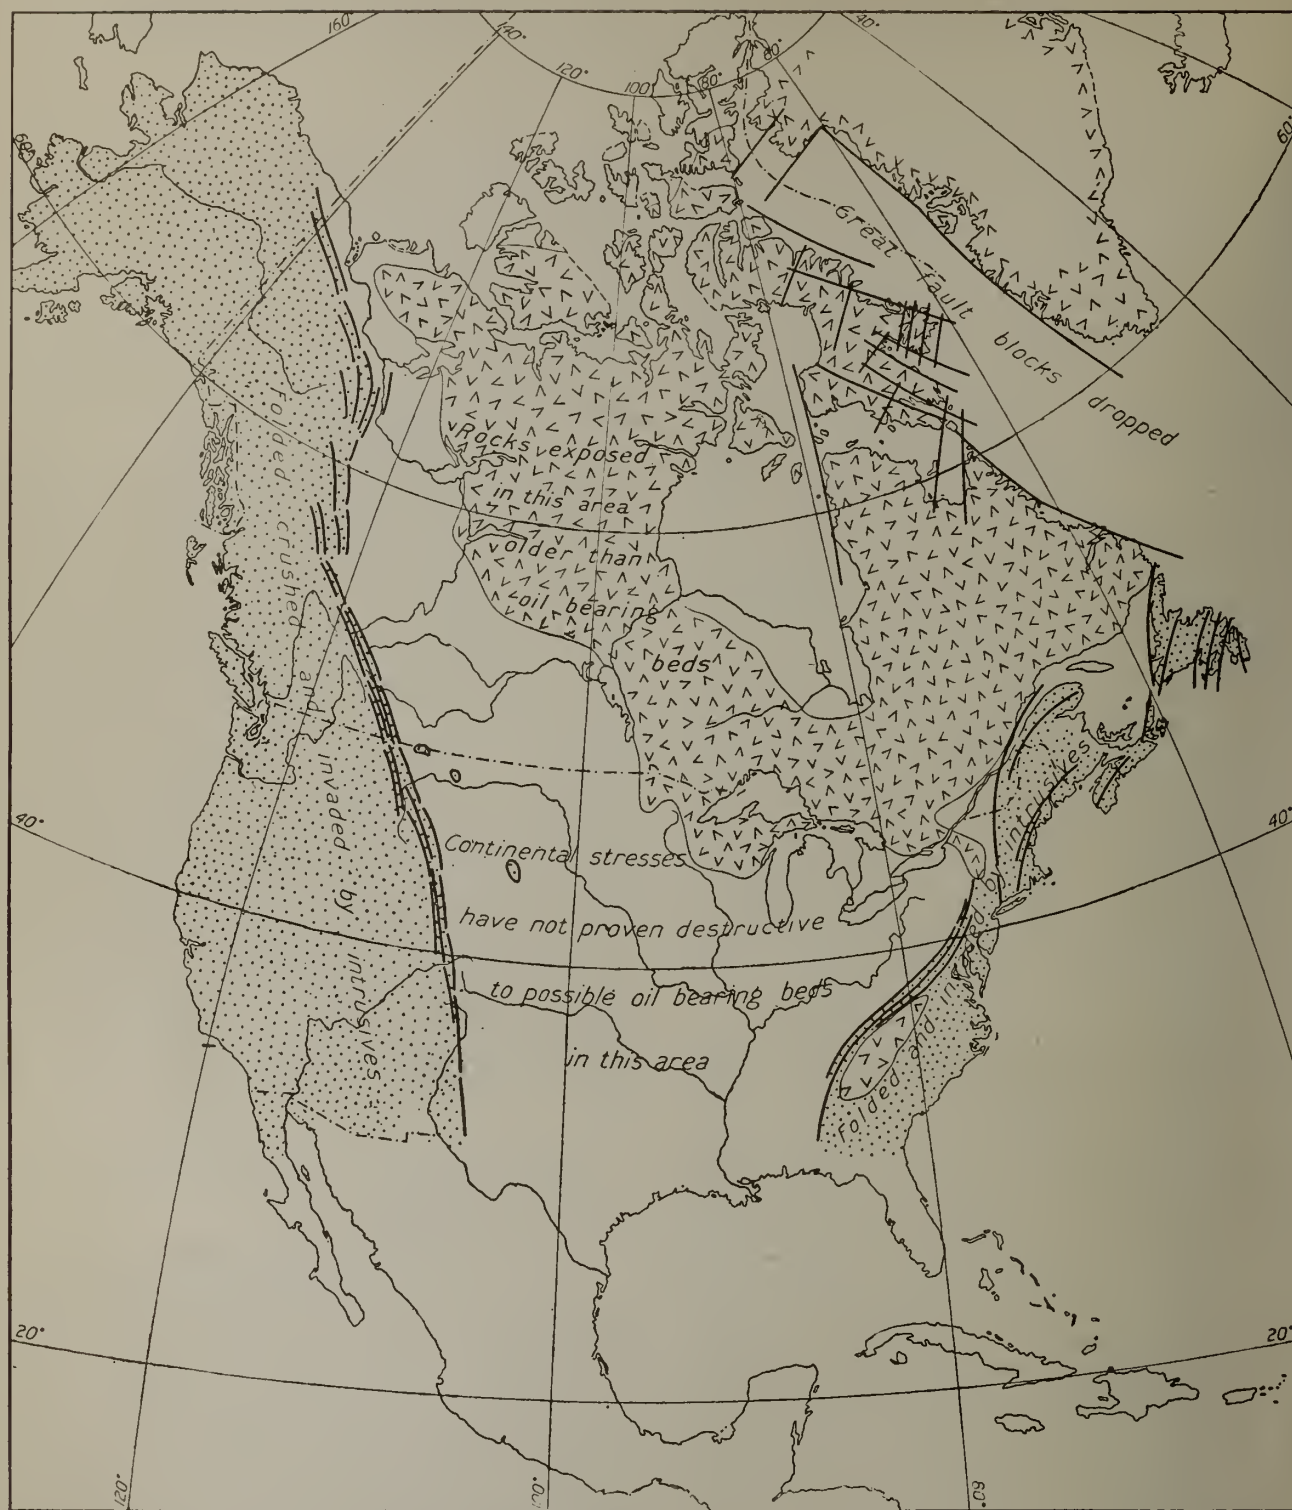 160°
140°
120°
100°
80°
80°
40°
60°
60°
Great fault
blocks
dropped
Rocks exposed
in this area
older than
oil bearing
beds
Folded crushed and invaded by intrusives
Continental stresses
have not proven destructive
to possible oil bearing beds
in this area
Folded and invaded by intrusives
40°
40°
20°
20°
120°
100°
80°